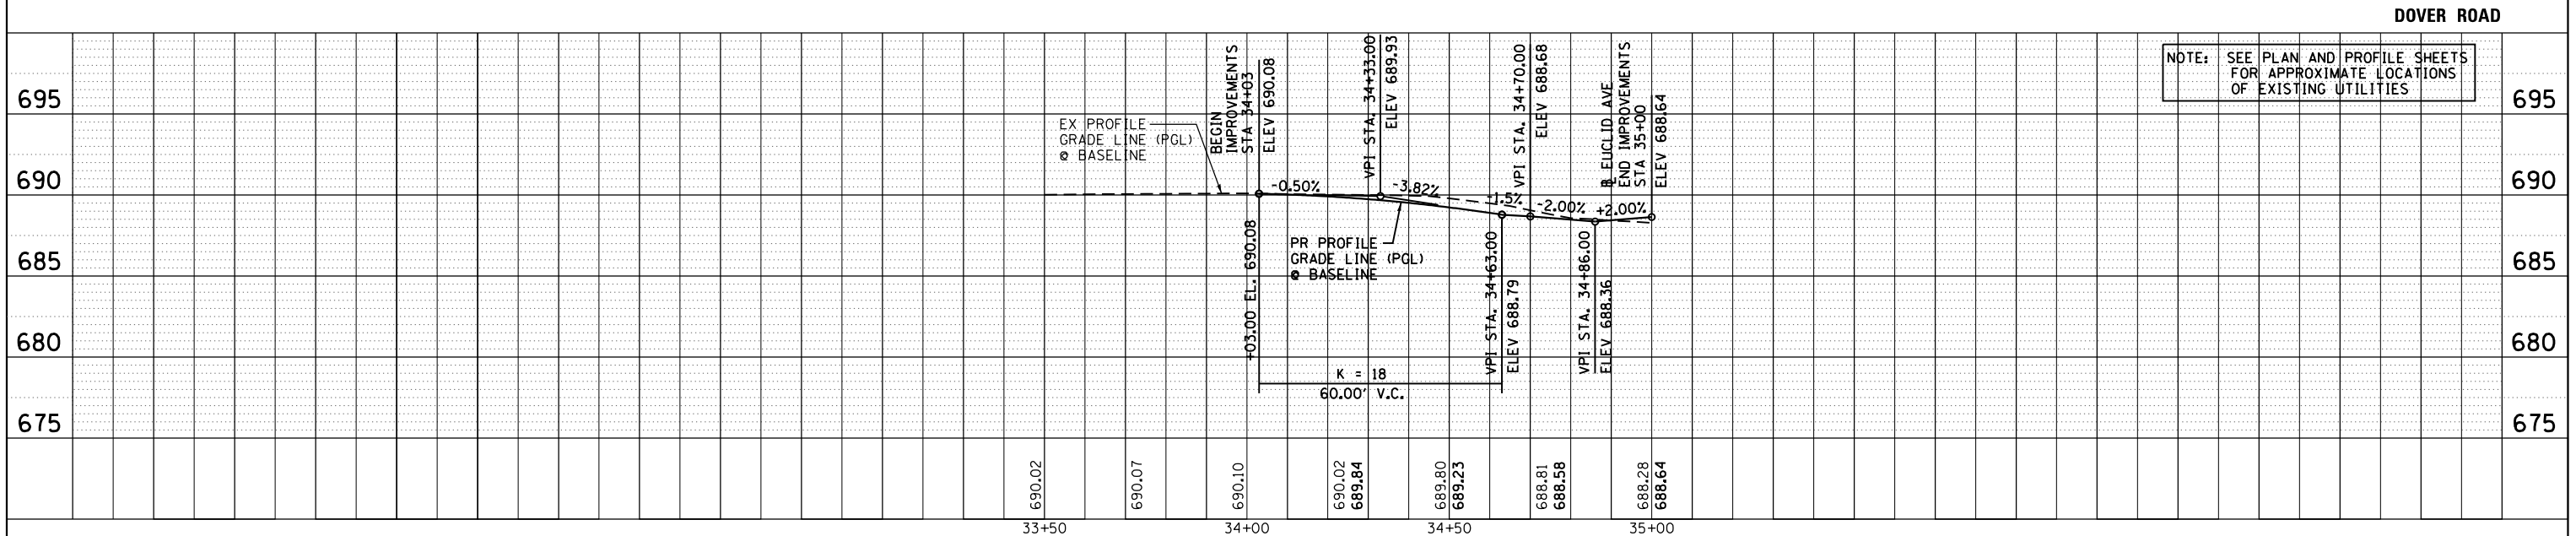 DOVER ROAD
NOTE: SEE PLAN AND PROFILE SHEETS
FOR APPROXIMATE LOCATIONS
OF EXISTING UTILITIES
695
690
685
680
675
695
690
685
680
675
EX PROFILE
GRADE LINE (PGL)
@ BASELINE
BEGIN
IMPROVEMENTS
STA 34+03
ELEV 690.08
VPI STA. 34+33.00
ELEV 689.93
VPI STA. 34+70.00
ELEV 688.68
EUCLID AVE
END IMPROVEMENTS
STA 35+00
ELEV 688.64
-0.50%
-3.82%
-1.5%
-2.00%
+2.00%
+03.00 EL. 690.08
PR PROFILE
GRADE LINE (PGL)
@ BASELINE
VPI STA. 34+63.00
ELEV 688.79
VPI STA. 34+86.00
ELEV 688.36
K = 18
60.00' V.C.
690.02
690.07
690.10
690.02
689.84
689.80
689.23
688.81
688.58
688.28
688.64
33+50
34+00
34+50
35+00